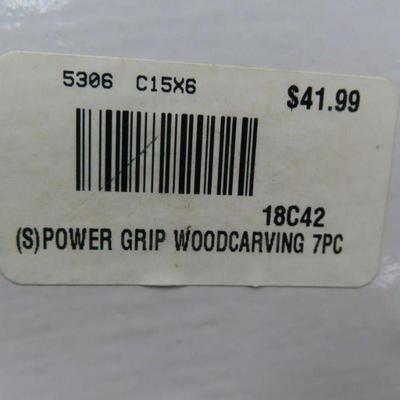 5306 C15X6
$41.99
18C42
(S)POWER GRIP WOODCARVING 7PC